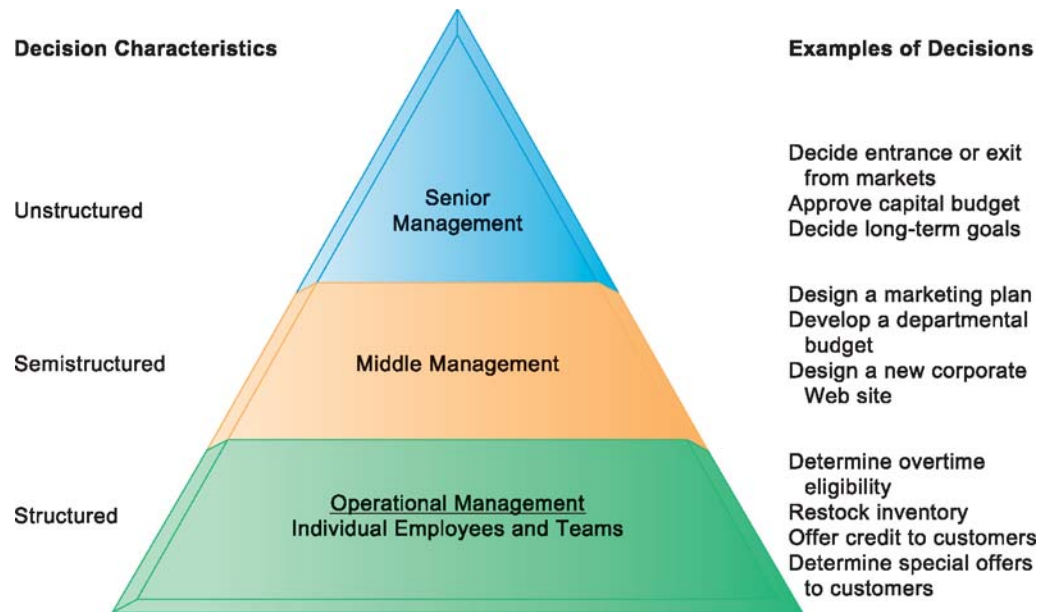 Decision Characteristics
Examples of Decisions
Unstructured
Senior
Management
Decide entrance or exit
from markets
Approve capital budget
Decide long-term goals
Semistructured
Middle Management
Design a marketing plan
Develop a departmental
budget
Design a new corporate
Web site
Structured
Operational Management
Individual Employees and Teams
Determine overtime
eligibility
Restock inventory
Offer credit to customers
Determine special offers
to customers